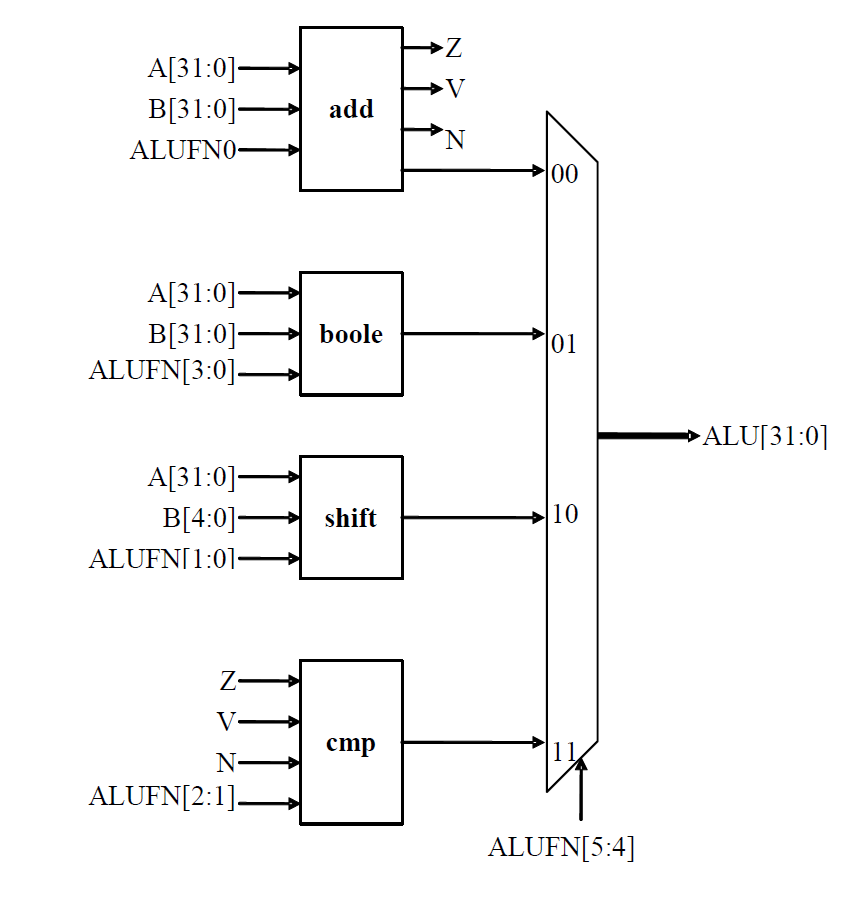 A[31:0]
B[31:0]
ALUFN0
add
Z
V
N
00
A[31:0]
B[31:0]
ALUFN[3:0]
boole
01
ALU[31:0]
A[31:0]
B[4:0]
ALUFN[1:0]
shift
10
Z
V
N
ALUFN[2:1]
cmp
11
ALUFN[5:4]